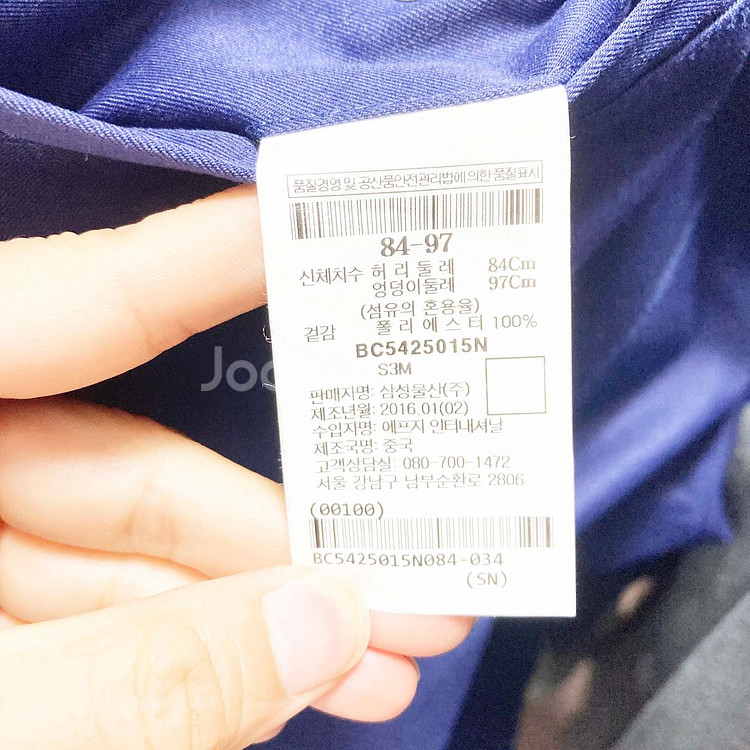 품질경영 및 공산품안전관리법에 의한 품질표시
84-97
신체치수 허리둘레 84Cm
엉덩이둘레 97Cm
(섬유의 혼용율)
겉감 폴리에스터 100%
BC5425015N
S3M
판매자명: 삼성물산(주)
제조년월: 2016.01(02)
수입자명: 에프지 인터내셔날
제조국명: 중국
고객상담실: 080-700-1472
서울 강남구 남부순환로 2806
(00100)
BC5425015N084-034
(SN)